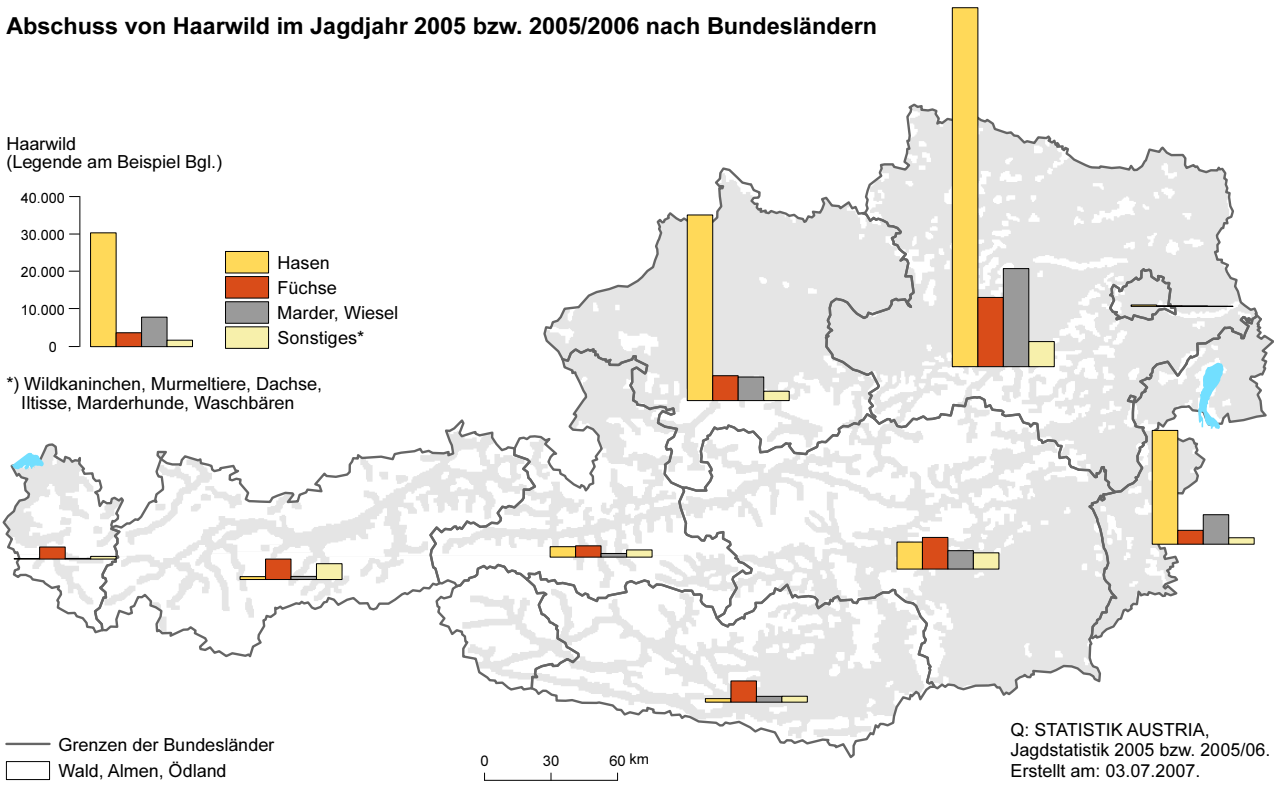 Abschuss von Haarwild im Jagdjahr 2005 bzw. 2005/2006 nach Bundesländern
Haarwild
(Legende am Beispiel Bgl.)
40.000
30.000
20.000
10.000
0
Hasen
Füchse
Marder, Wiesel
Sonstiges*
*) Wildkaninchen, Murmeltiere, Dachse,
Iltisse, Marderhunde, Waschbären
Grenzen der Bundesländer
Wald, Almen, Ödland
0 30 60 km
Q: STATISTIK AUSTRIA,
Jagdstatistik 2005 bzw. 2005/06.
Erstellt am: 03.07.2007.